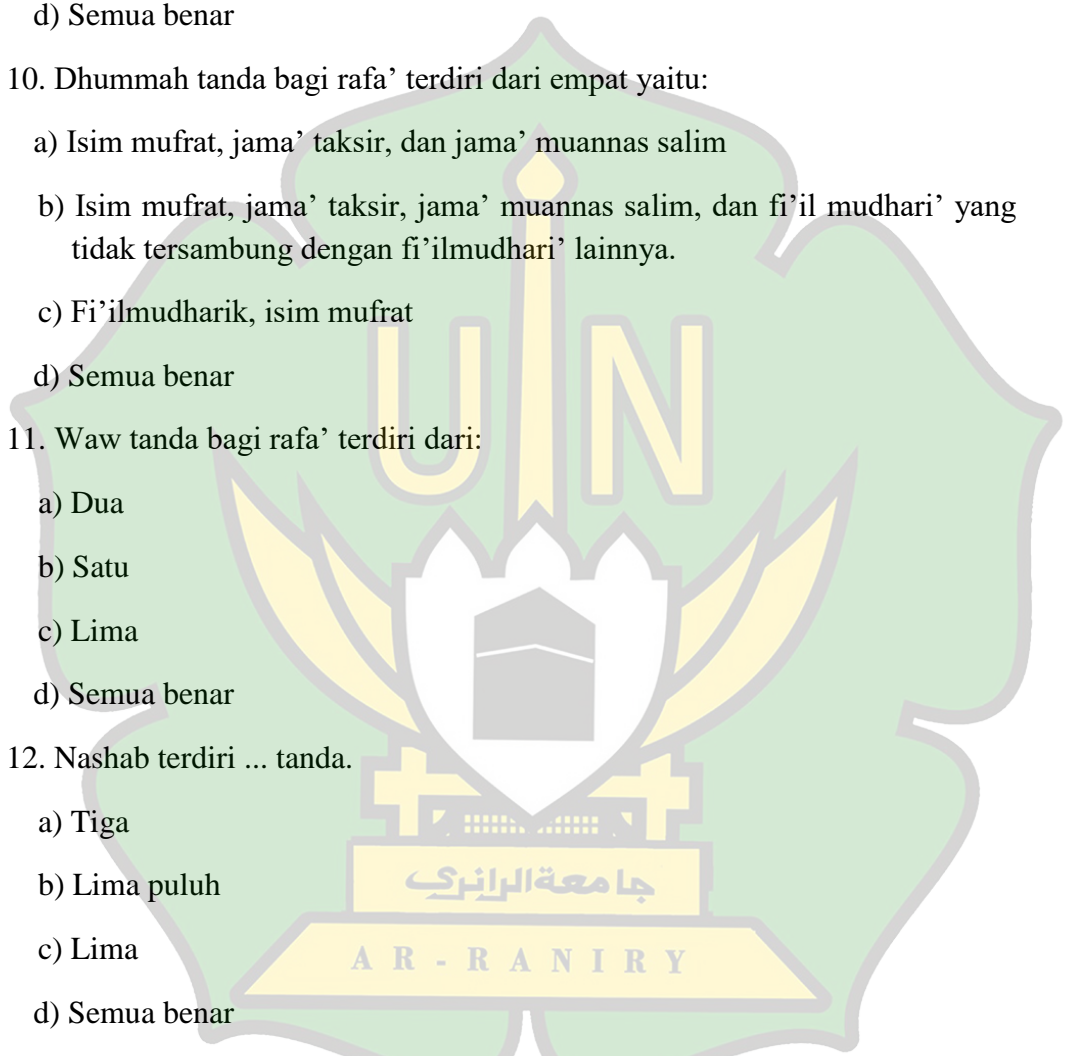 d) Semua benar
10. Dhummah tanda bagi rafa’ terdiri dari empat yaitu:
a) Isim mufrat, jama’ taksir, dan jama’ muannas salim
b) Isim mufrat, jama’ taksir, jama’ muannas salim, dan fi’il mudhari’ yang
tidak tersambung dengan fi’ilmudhari’ lainnya.
c) Fi’ilmudharik, isim mufrat
d) Semua benar
11. Waw tanda bagi rafa’ terdiri dari:
a) Dua
b) Satu
c) Lima
d) Semua benar
12. Nashab terdiri ... tanda.
a) Tiga
b) Lima puluh
c) Lima
d) Semua benar
UIN
جامعةالرانري
AR-RANIRY